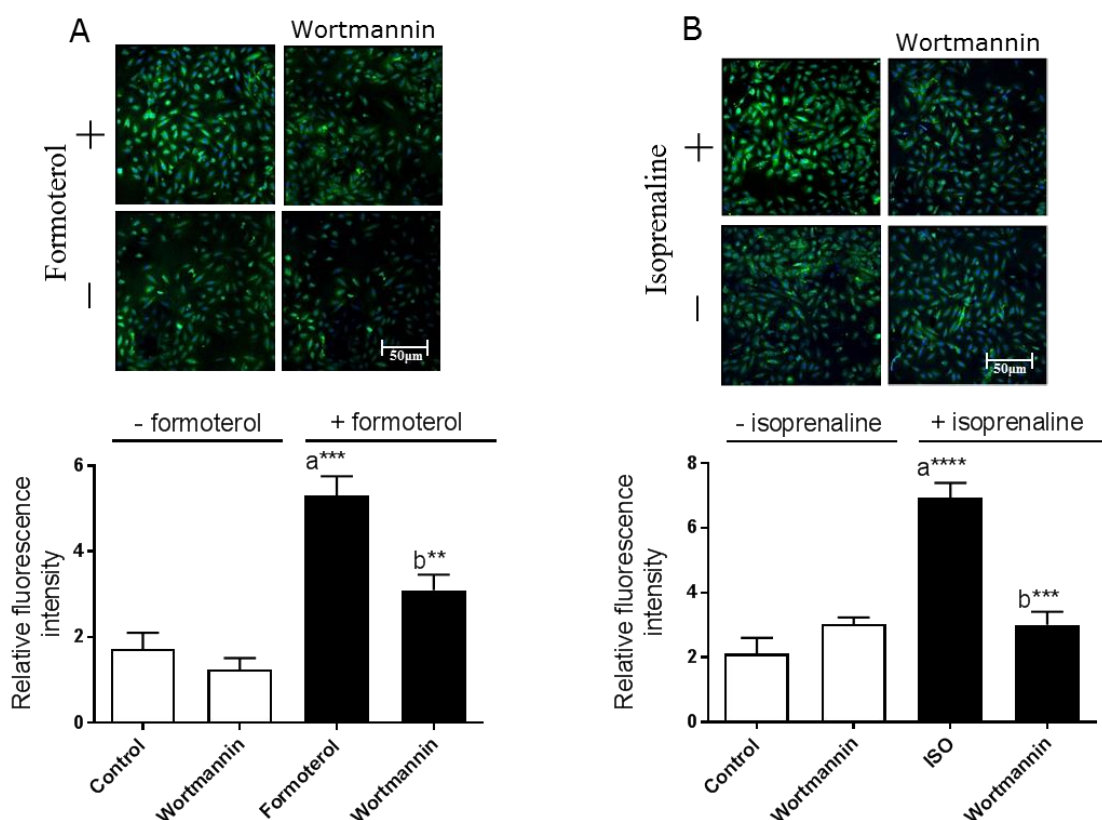 A
Wortmannin
Formoterol
+
−
50µm
- formoterol
+ formoterol
Relative fluorescence
intensity
6
4
2
0
a***
b**
Control
Wortmannin
Formoterol
Wortmannin
B
Wortmannin
Isoprenaline
+
−
50µm
- isoprenaline
+ isoprenaline
Relative fluorescence
intensity
8
6
4
2
0
a****
b***
Control
Wortmannin
ISO
Wortmannin